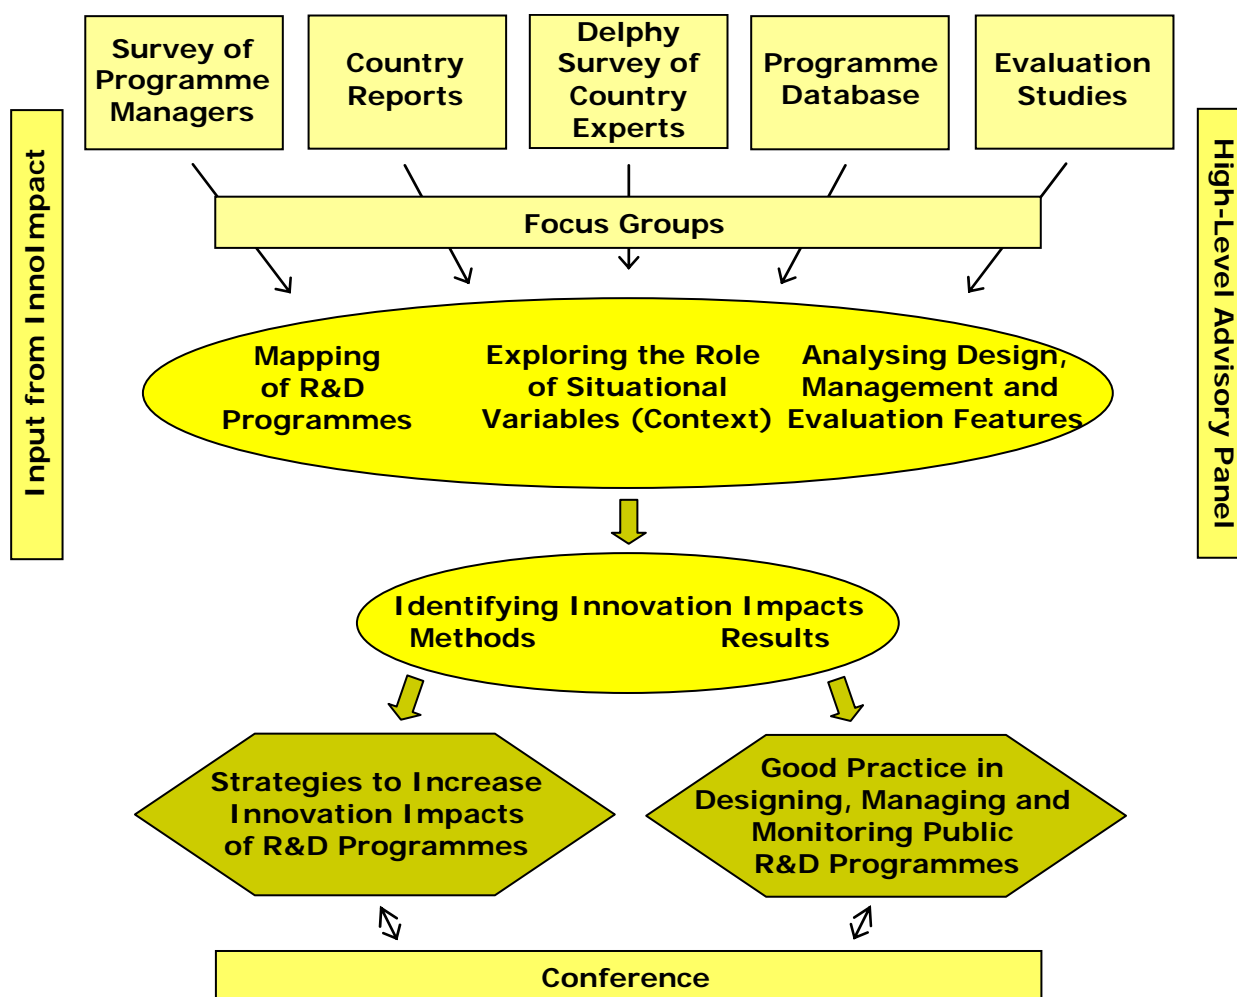 Survey of
Programme
Managers
Country
Reports
Delphy
Survey of
Country
Experts
Programme
Database
Evaluation
Studies
Input from InnoImpact
High-Level Advisory Panel
Focus Groups
Mapping
of R&D
Programmes
Exploring the Role
of Situational
Variables (Context)
Analysing Design,
Management and
Evaluation Features
Identifying Innovation Impacts
Methods Results
Strategies to Increase
Innovation Impacts
of R&D Programmes
Good Practice in
Designing, Managing and
Monitoring Public
R&D Programmes
Conference